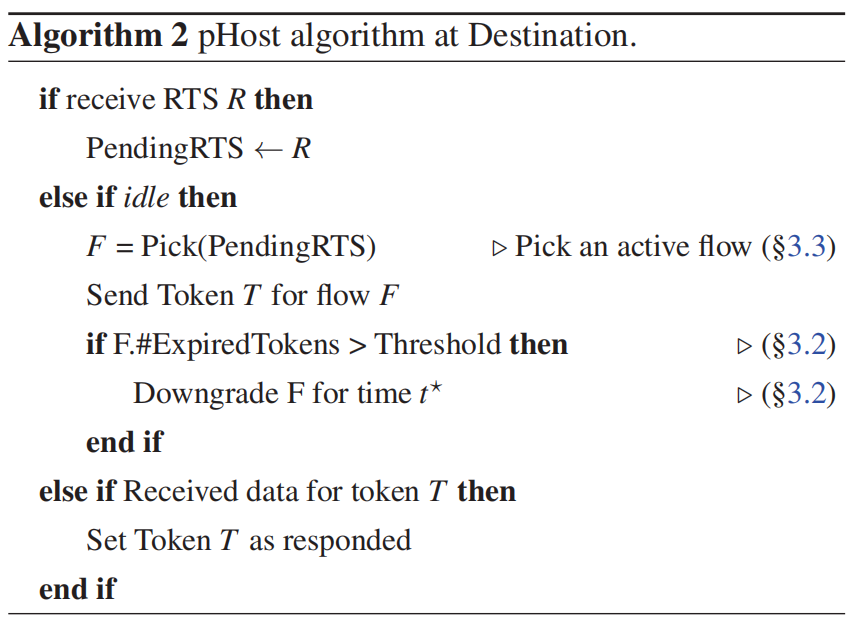 Algorithm 2 pHost algorithm at Destination.
if receive RTS R then
PendingRTS ← R
else if idle then
F = Pick(PendingRTS) ▷ Pick an active flow (§3.3)
Send Token T for flow F
if F.#ExpiredTokens > Threshold then ▷ (§3.2)
Downgrade F for time t⋆ ▷ (§3.2)
end if
else if Received data for token T then
Set Token T as responded
end if